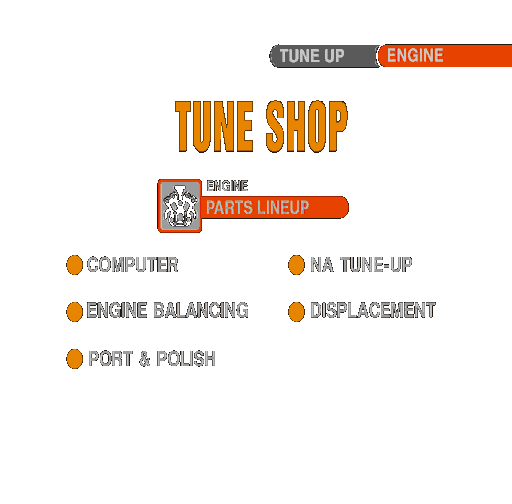 TUNE UP ENGINE
TUNE SHOP
ENGINE
PARTS LINEUP
COMPUTER NA TUNE-UP
ENGINE BALANCING DISPLACEMENT
PORT & POLISH